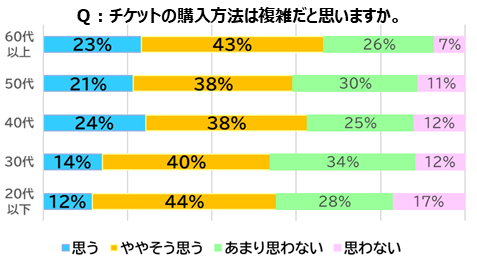 Q：チケットの購入方法は複雑だと思いますか。
60代
以上
23% 43% 26% 7%
50代 21% 38% 30% 11%
40代 24% 38% 25% 12%
30代 14% 40% 34% 12%
20代
以下
12% 44% 28% 17%
思う ややそう思う あまり思わない 思わない